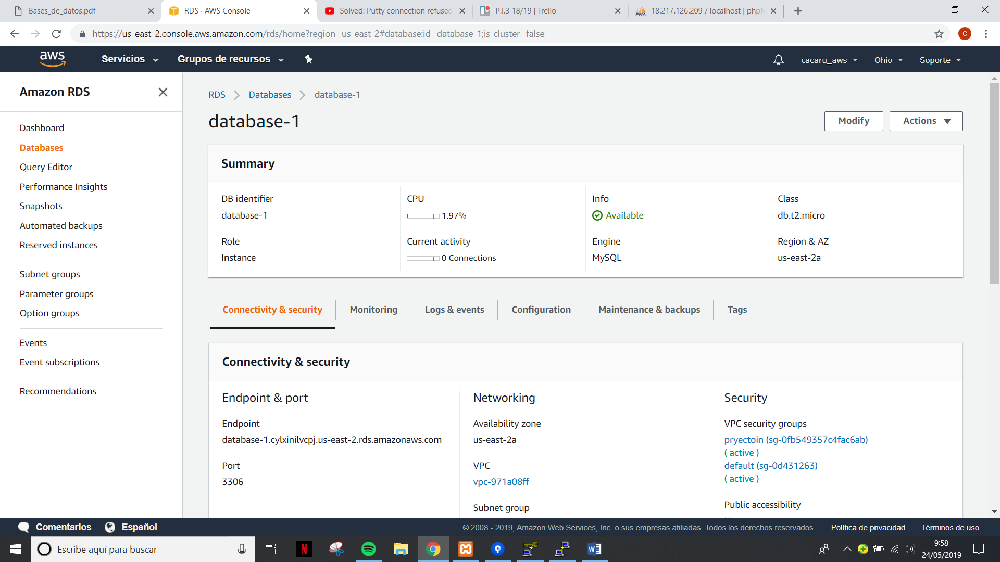 Bases_de_datos.pdf
RDS · AWS Console
Solved: Putty connection refused
P.I.3 18/19 | Trello
18.217.126.209 / localhost | phpM
https://us-east-2.console.aws.amazon.com/rds/home?region=us-east-2#database:id=database-1;is-cluster=false
C
aws
Servicios
Grupos de recursos
cacaru_aws
Ohio
Soporte
Amazon RDS
Dashboard
Databases
Query Editor
Performance Insights
Snapshots
Automated backups
Reserved instances
Subnet groups
Parameter groups
Option groups
Events
Event subscriptions
Recommendations
RDS > Databases > database-1
database-1
Modify
Actions
Summary
DB identifier
database-1
CPU
1.97%
Info
Available
Class
db.t2.micro
Role
Instance
Current activity
0 Connections
Engine
MySQL
Region & AZ
us-east-2a
Connectivity & security
Monitoring
Logs & events
Configuration
Maintenance & backups
Tags
Connectivity & security
Endpoint & port
Endpoint
database-1.cylxinilvcpj.us-east-2.rds.amazonaws.com
Port
3306
Networking
Availability zone
us-east-2a
VPC
vpc-971a08ff
Subnet group
Security
VPC security groups
pryectoin (sg-0fb549357c4fac6ab)
( active )
default (sg-0d431263)
( active )
Public accessibility
Comentarios
Español
© 2008 - 2019, Amazon Web Services, Inc. o sus empresas afiliadas. Todos los derechos reservados.
Política de privacidad
Términos de uso
Escribe aquí para buscar
9:58
24/05/2019